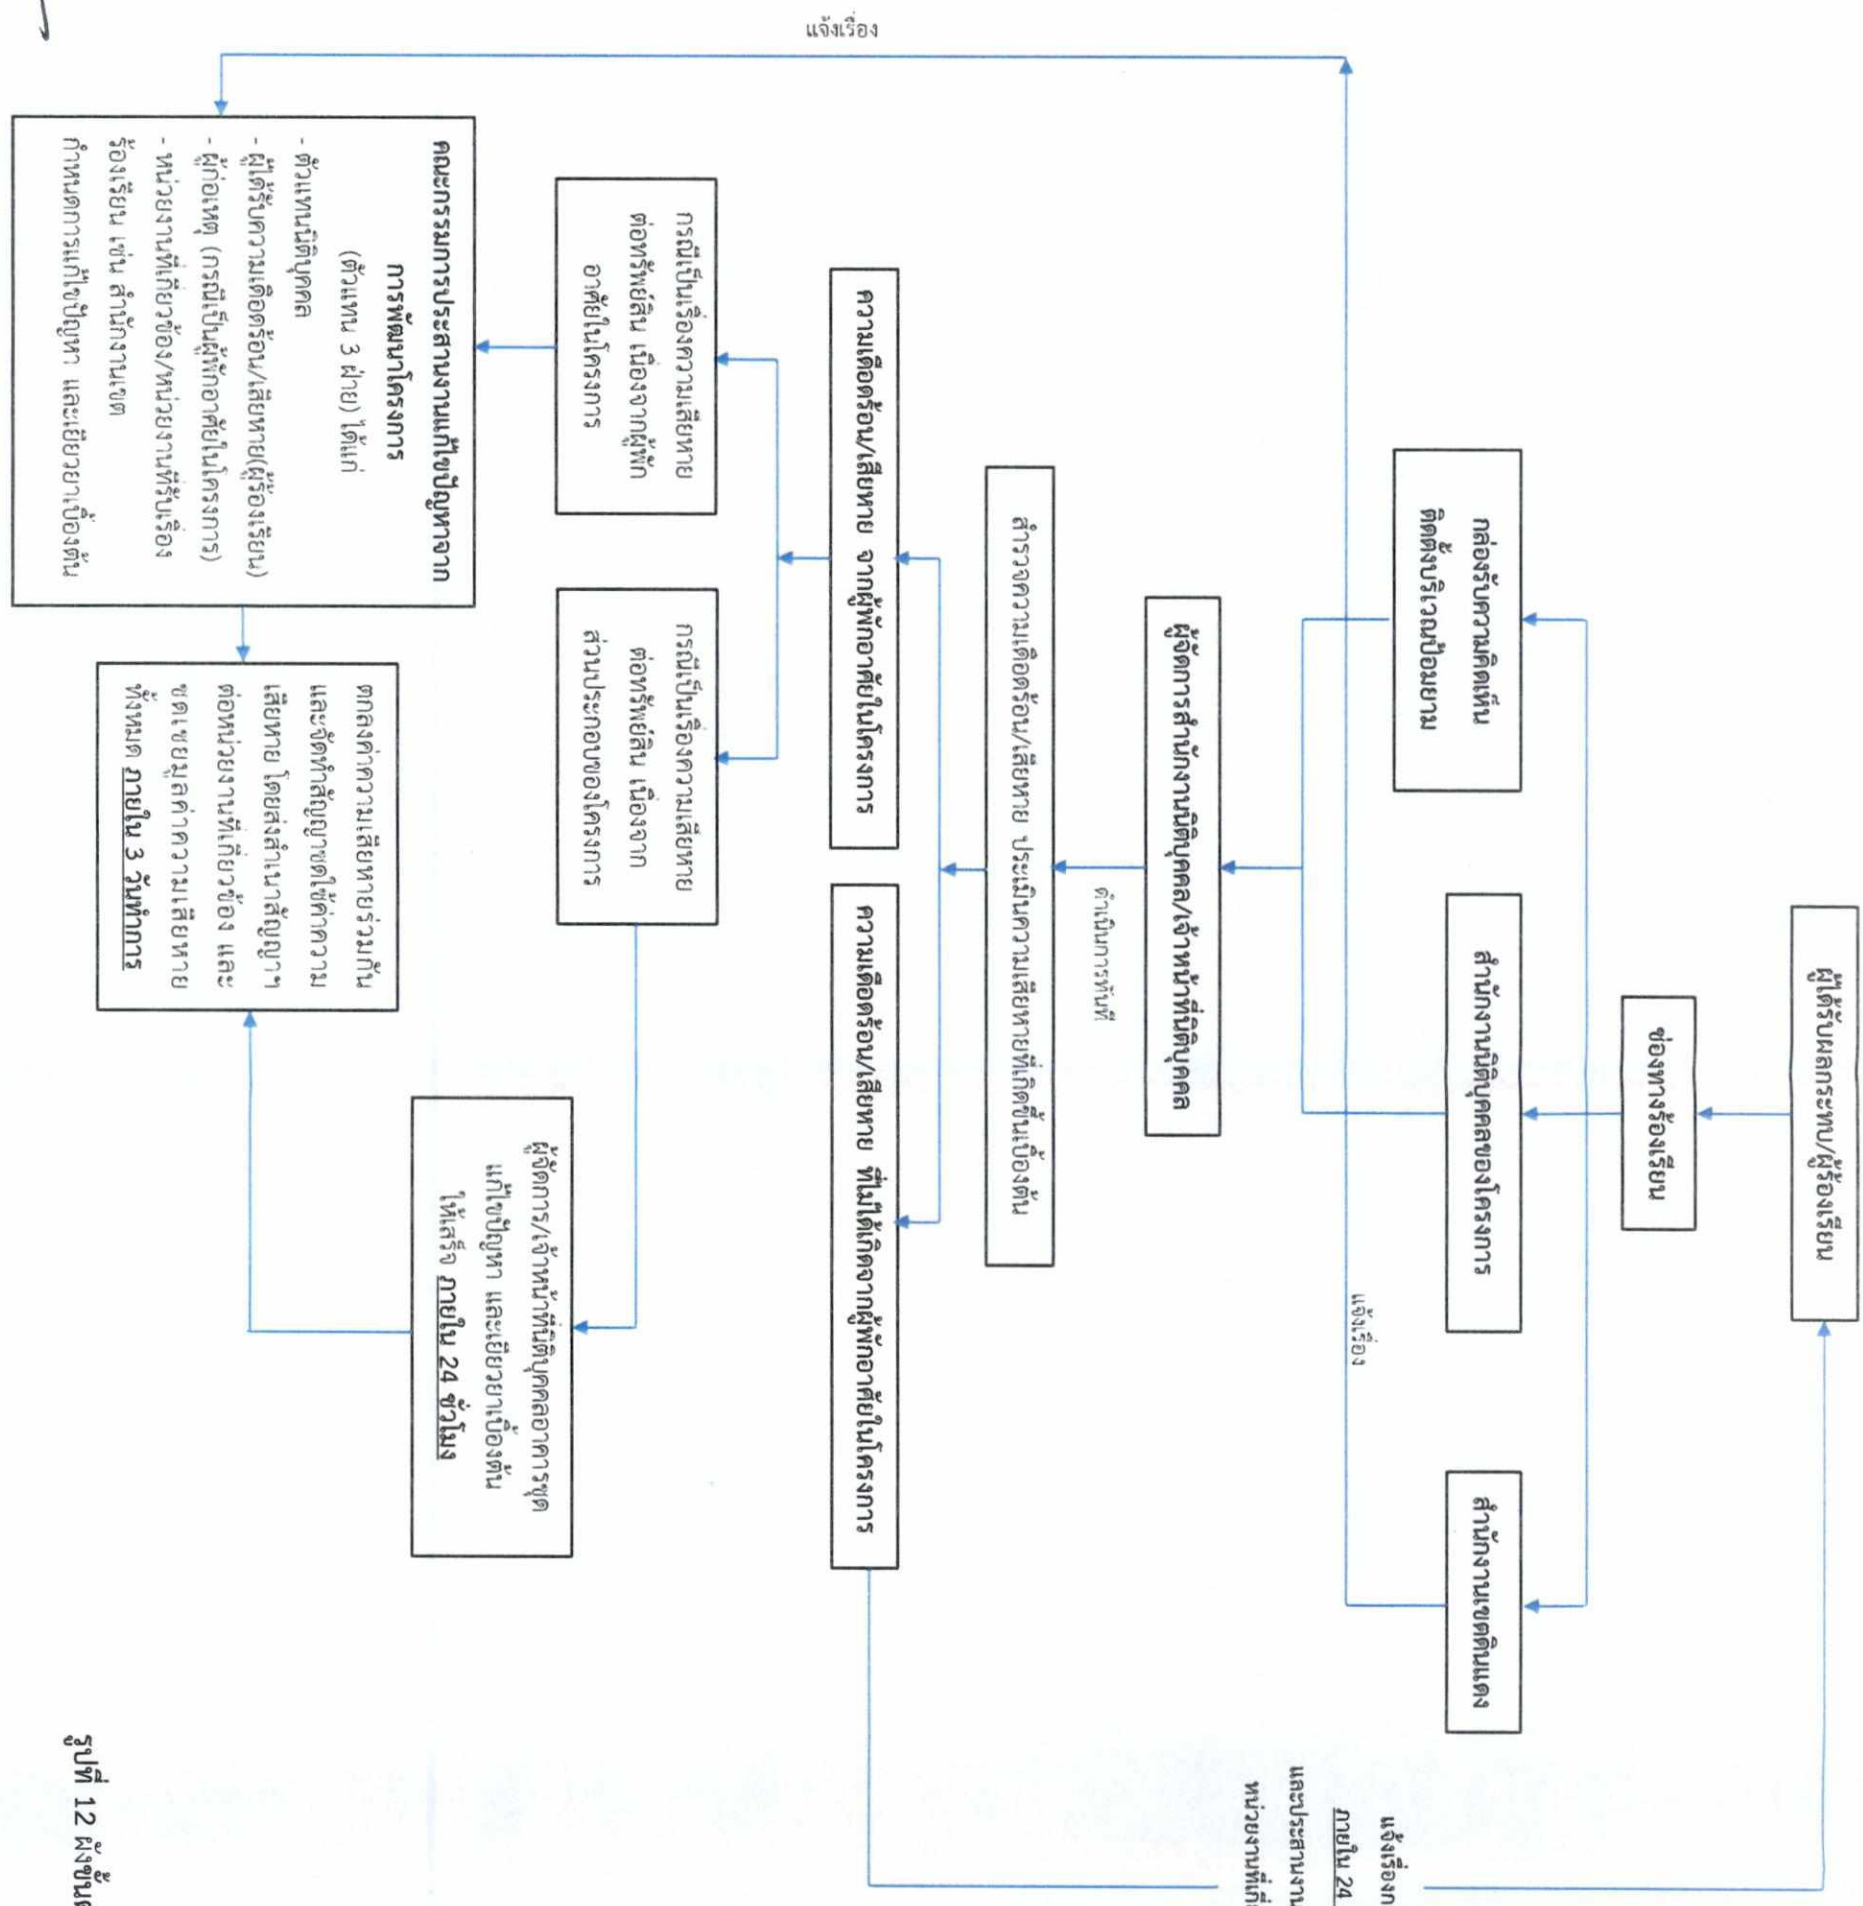 ผู้ได้รับผลกระทบ/ผู้ร้องเรียน
ช่องทางร้องเรียน
กล่องรับความคิดเห็น
ติดตั้งบริเวณป้อมยาม
สำนักงานนิติบุคคลของโครงการ
สำนักงานเขตดินแดง
แจ้งเรื่อง
แจ้งเรื่อง
ผู้จัดการสำนักงานนิติบุคคล/เจ้าหน้าที่นิติบุคคล
ดำเนินการทันที
สำรวจความเดือดร้อน/เสียหาย ประเมินความเสียหายที่เกิดขึ้นเบื้องต้น
ความเดือดร้อน/เสียหาย จากผู้พักอาศัยในโครงการ
ความเดือดร้อน/เสียหาย ที่ไม่ได้เกิดจากผู้พักอาศัยในโครงการ
แจ้งเรื่องก
ภายใน 24
และประสานงาน
หน่วยงานที่เกี่
กรณีเป็นเรื่องความเสียหาย
ต่อทรัพย์สิน เนื่องจากผู้พัก
อาศัยในโครงการ
กรณีเป็นเรื่องความเสียหาย
ต่อทรัพย์สิน เนื่องจาก
ส่วนประกอบของโครงการ
ผู้จัดการ/เจ้าหน้าที่นิติบุคคลอาคารชุด
แก้ไขปัญหา และเยียวยาเบื้องต้น
ให้เสร็จ ภายใน 24 ชั่วโมง
คณะกรรมการประสานงานแก้ไขปัญหาจาก
การพัฒนาโครงการ
(ตัวแทน 3 ฝ่าย) ได้แก่
- ตัวแทนนิติบุคคล
- ผู้ได้รับความเดือดร้อน/เสียหาย(ผู้ร้องเรียน)
- ผู้ก่อเหตุ (กรณีเป็นผู้พักอาศัยในโครงการ)
- หน่วยงานที่เกี่ยวข้อง/หน่วยงานที่รับเรื่อง
ร้องเรียน เช่น สำนักงานเขต
กำหนดการแก้ไขปัญหา และเยียวยาเบื้องต้น
ตกลงค่าความเสียหายร่วมกัน
และจัดทำสัญญาชดใช้ค่าความ
เสียหาย โดยส่งสำเนาสัญญาฯ
ต่อหน่วยงานที่เกี่ยวข้อง และ
ชดเชยมูลค่าความเสียหาย
ทั้งหมด ภายใน 3 วันทำการ
รูปที่ 12 ผังขั้น